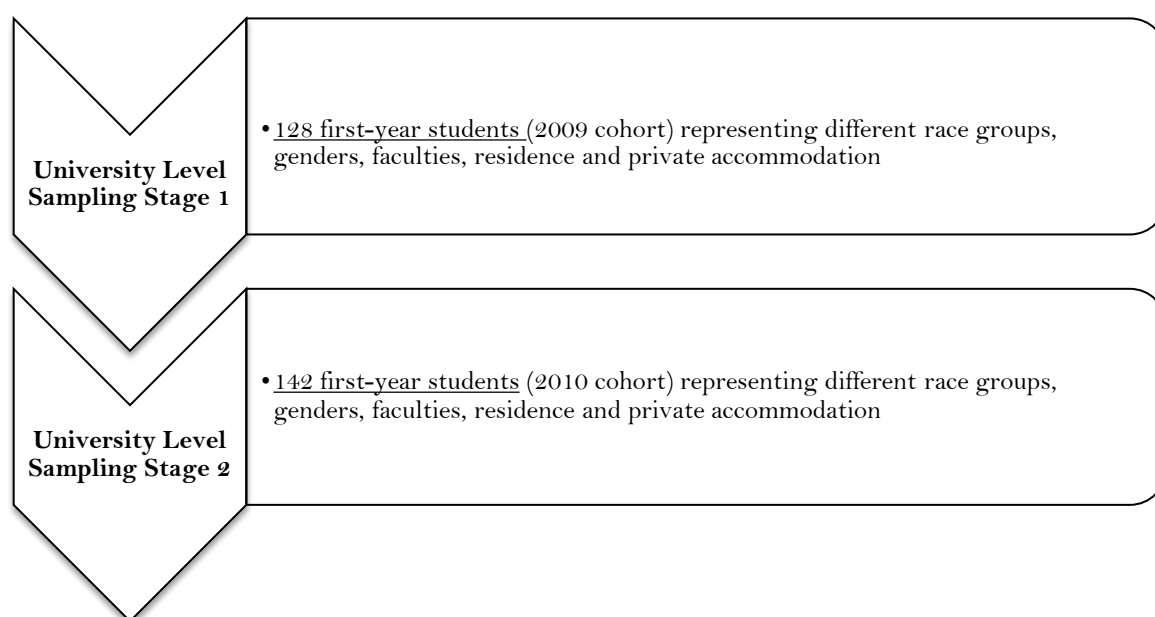 University Level
Sampling Stage 1
•128 first-year students (2009 cohort) representing different race groups,
genders, faculties, residence and private accommodation
University Level
Sampling Stage 2
•142 first-year students (2010 cohort) representing different race groups,
genders, faculties, residence and private accommodation